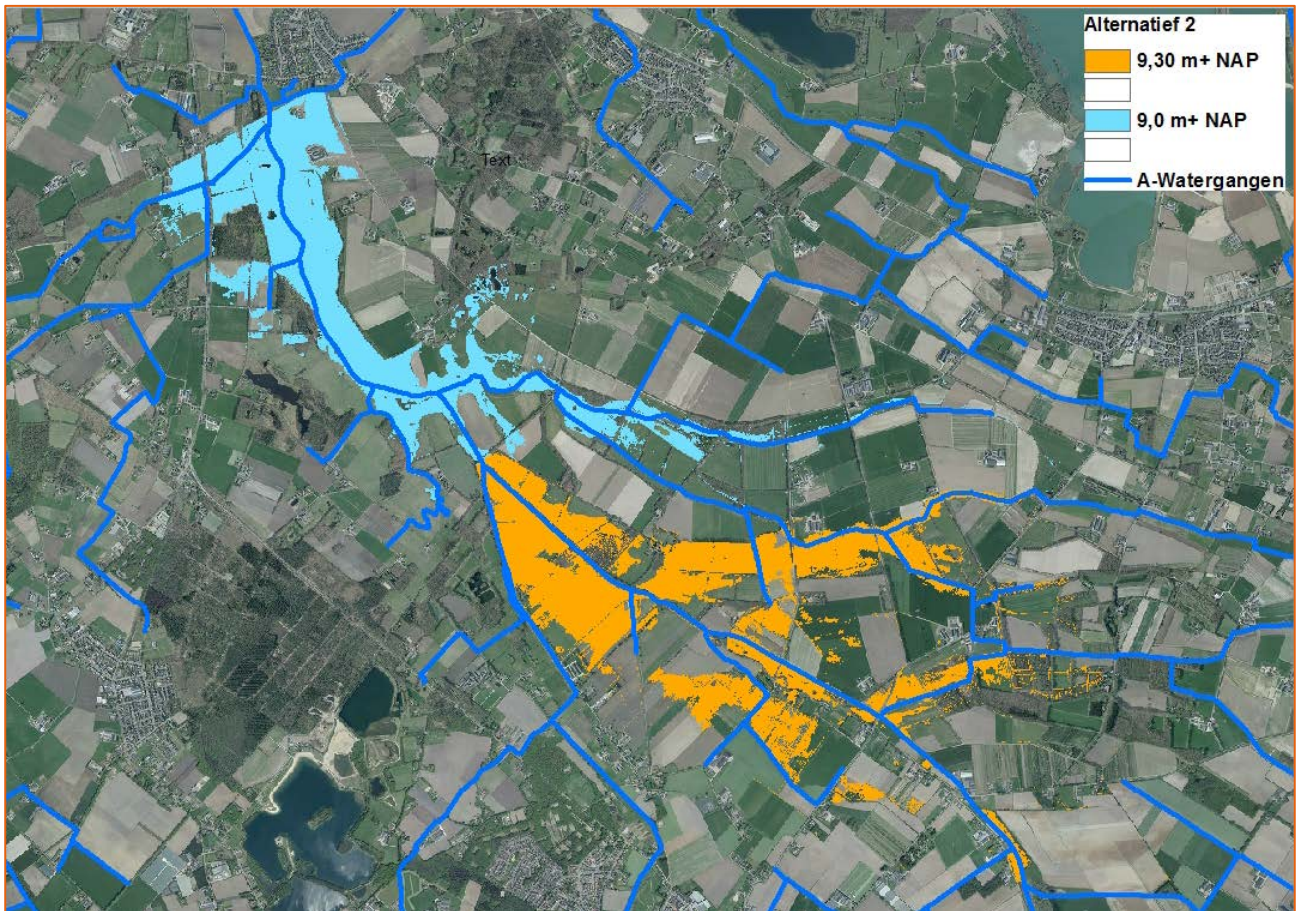 Alternatief 2
9,30 m+ NAP
9,0 m+ NAP
A-Watergangen
Text